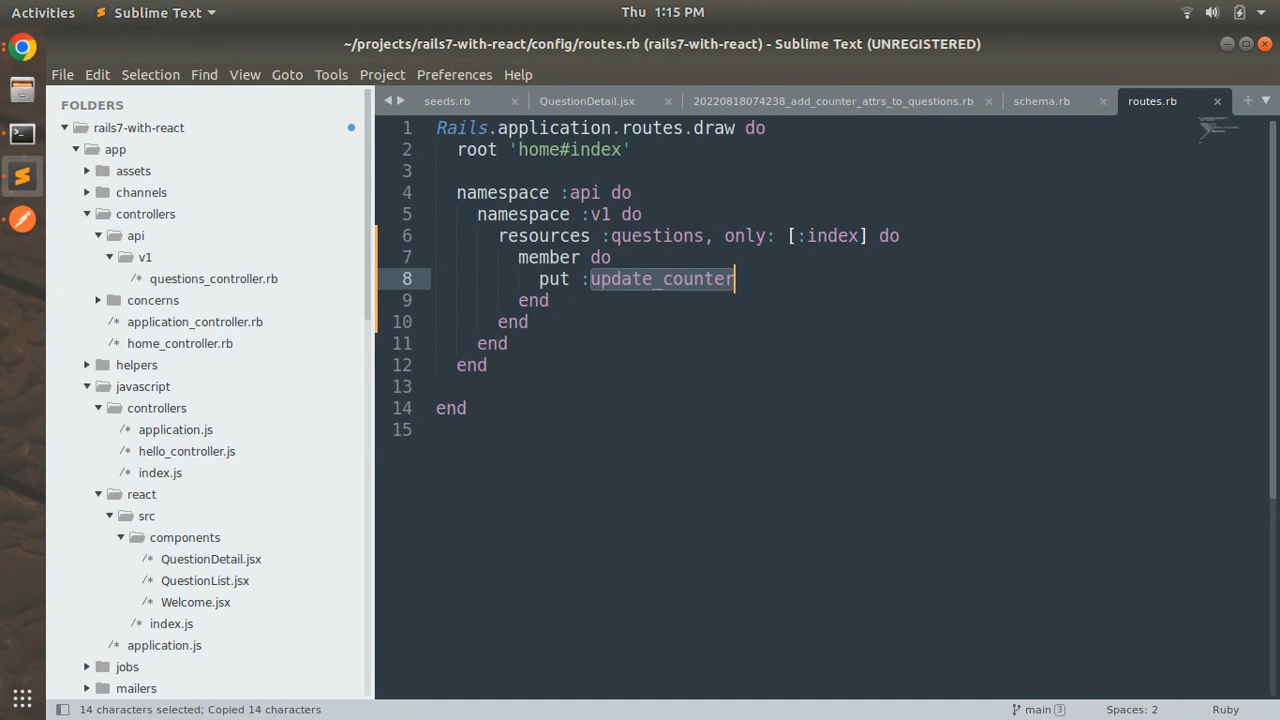 Activities
Sublime Text
Thu 1:15 PM
~/projects/rails7-with-react/config/routes.rb (rails7-with-react) - Sublime Text (UNREGISTERED)
File Edit Selection Find View Goto Tools Project Preferences Help
FOLDERS
rails7-with-react
app
assets
channels
controllers
api
v1
/* questions_controller.rb
concerns
/* application_controller.rb
/* home_controller.rb
helpers
javascript
controllers
/* application.js
/* hello_controller.js
/* index.js
react
src
components
/* QuestionDetail.jsx
/* QuestionList.jsx
/* Welcome.jsx
/* index.js
/* application.js
jobs
mailers
seeds.rb × QuestionDetail.jsx × 20220818074238_add_counter_attrs_to_questions.rb × schema.rb × routes.rb × +
1 Rails.application.routes.draw do
2 root 'home#index'
3
4 namespace :api do
5 namespace :v1 do
6 resources :questions, only: [:index] do
7 member do
8 put :update_counter
9 end
10 end
11 end
12 end
13
14 end
15
14 characters selected; Copied 14 characters
main 3
Spaces: 2
Ruby